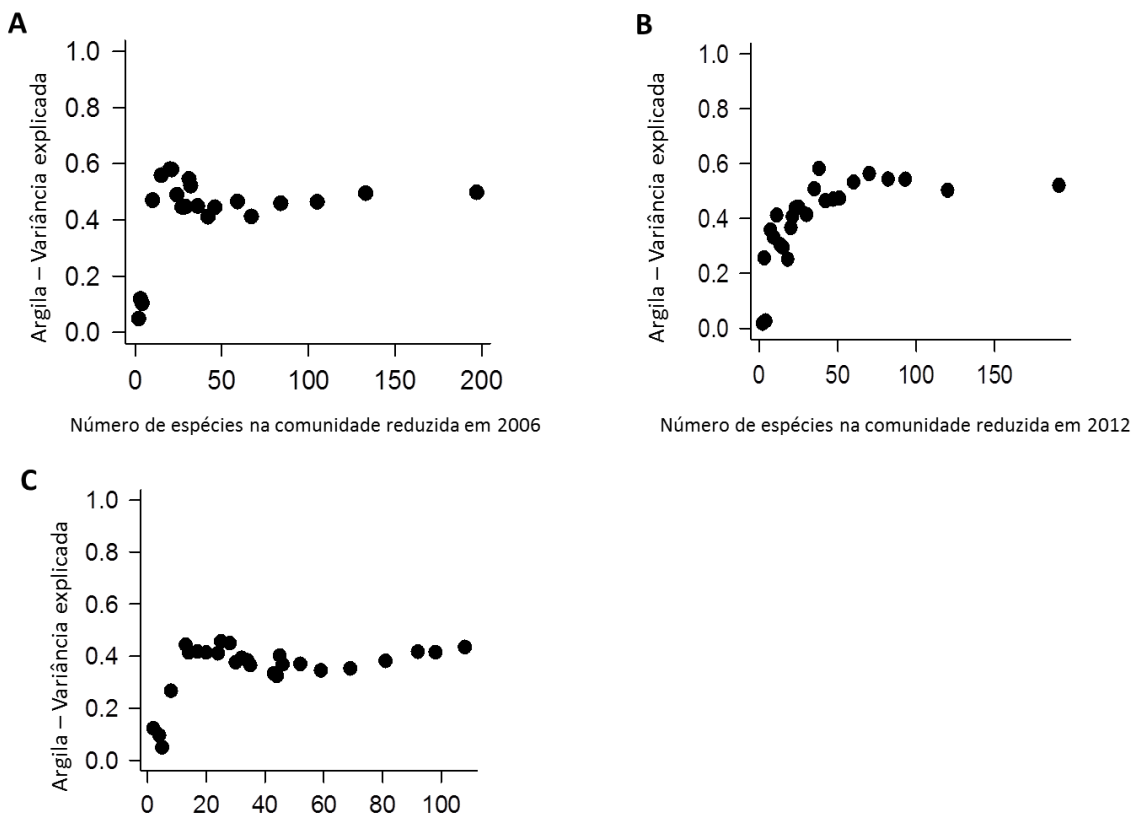 A
Argila – Variância explicada
1.0
0.8
0.6
0.4
0.2
0.0
0 50 100 150 200
Número de espécies na comunidade reduzida em 2006
B
Argila – Variância explicada
1.0
0.8
0.6
0.4
0.2
0.0
0 50 100 150
Número de espécies na comunidade reduzida em 2012
C
Argila – Variância explicada
1.0
0.8
0.6
0.4
0.2
0.0
0 20 40 60 80 100